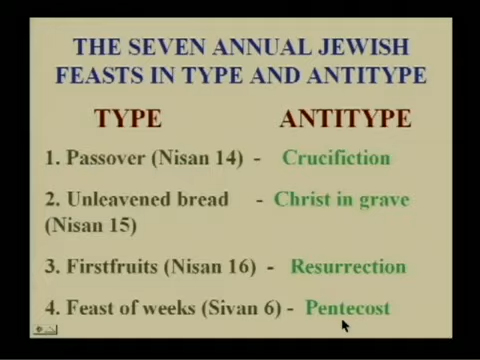 THE SEVEN ANNUAL JEWISH
FEASTS IN TYPE AND ANTITYPE
TYPE ANTITYPE
1. Passover (Nisan 14) - Crucifiction
2. Unleavened bread - Christ in grave
(Nisan 15)
3. Firstfruits (Nisan 16) - Resurrection
4. Feast of weeks (Sivan 6) - Pentecost